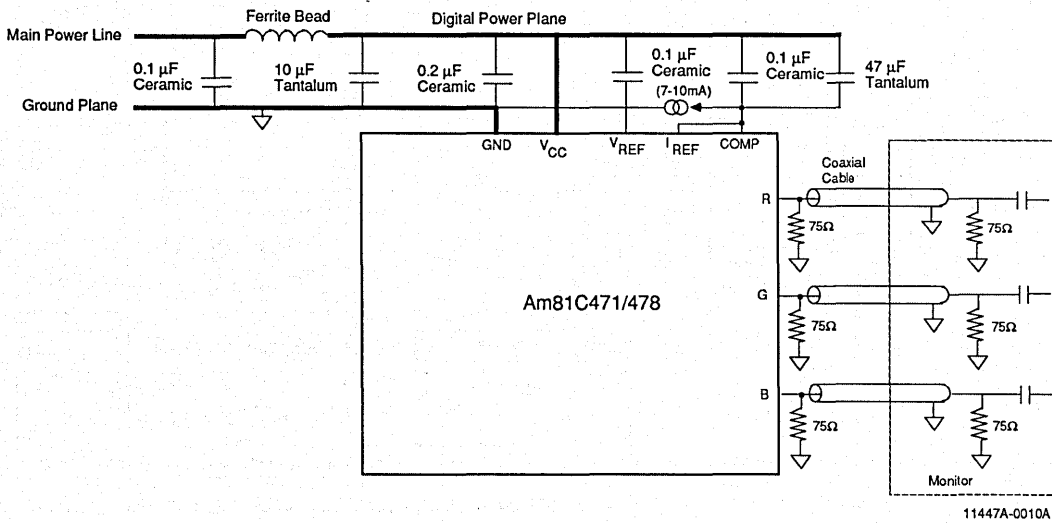 Ferrite Bead
Digital Power Plane
Main Power Line
0.1 µF
Ceramic
10 µF
Tantalum
0.2 µF
Ceramic
0.1 µF
Ceramic
(7-10mA)
0.1 µF
Ceramic
47 µF
Tantalum
Ground Plane
GND
VCC
VREF
IREF
COMP
Coaxial
Cable
R
75Ω
75Ω
Am81C471/478
G
75Ω
75Ω
B
75Ω
75Ω
Monitor
11447A-0010A